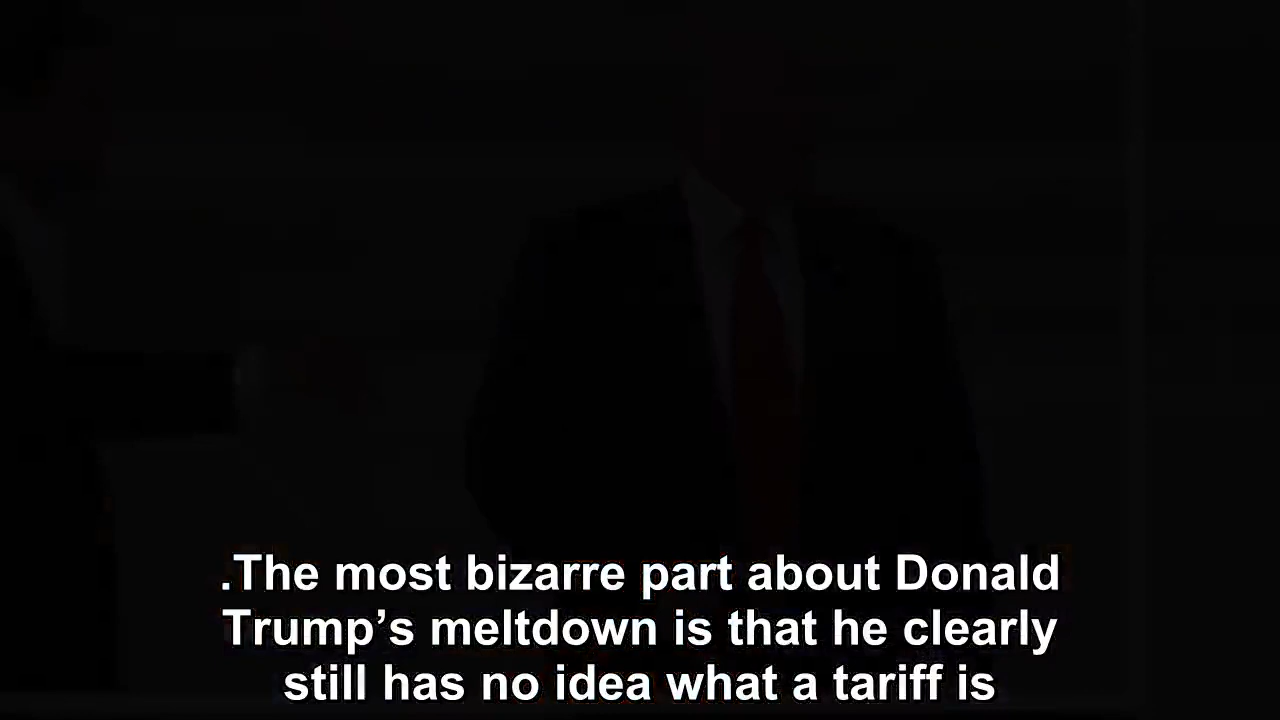 .The most bizarre part about Donald
Trump’s meltdown is that he clearly
still has no idea what a tariff is